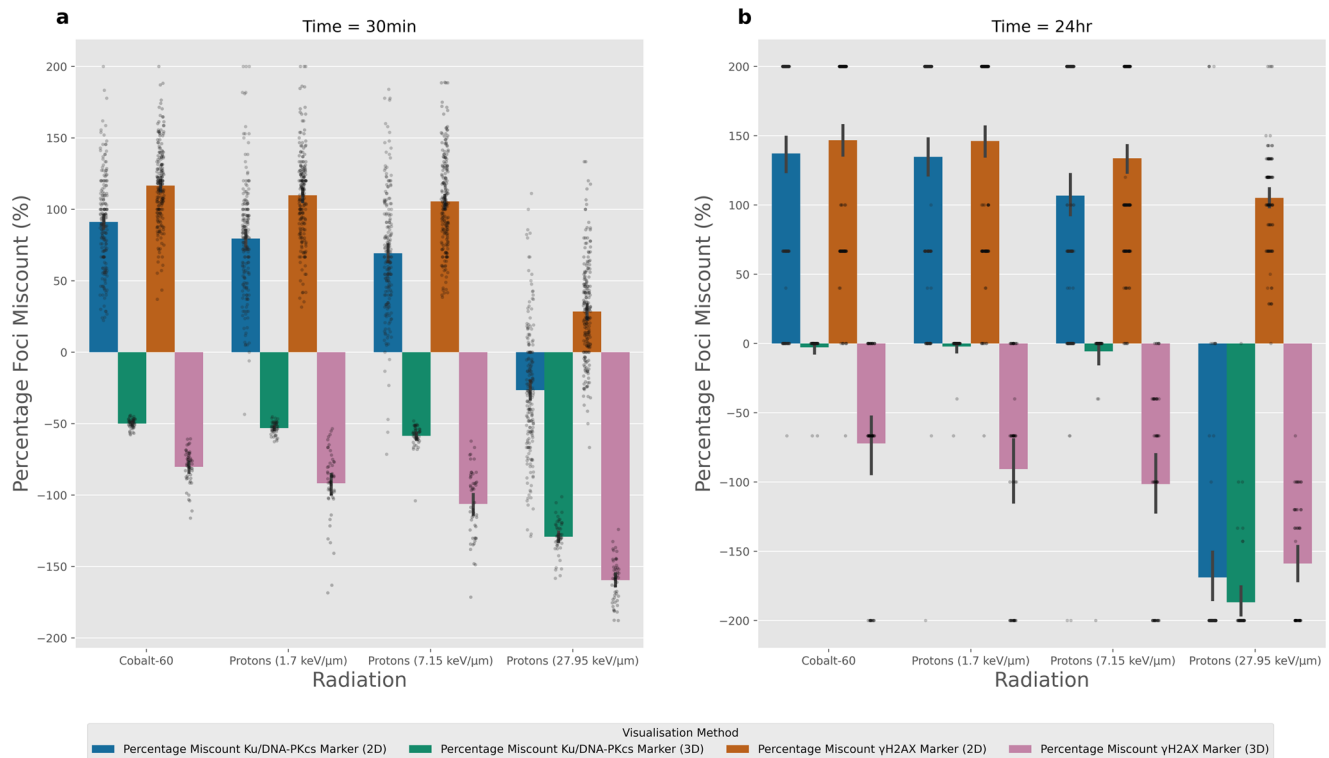 a
Time = 30min
Percentage Foci Miscount (%)
200
150
100
50
0
−50
−100
−150
−200
Cobalt-60
Protons (1.7 keV/μm)
Protons (7.15 keV/μm)
Protons (27.95 keV/μm)
Radiation
b
Time = 24hr
Percentage Foci Miscount (%)
200
150
100
50
0
−50
−100
−150
−200
Cobalt-60
Protons (1.7 keV/μm)
Protons (7.15 keV/μm)
Protons (27.95 keV/μm)
Radiation
Visualisation Method
Percentage Miscount Ku/DNA-PKcs Marker (2D)
Percentage Miscount Ku/DNA-PKcs Marker (3D)
Percentage Miscount γH2AX Marker (2D)
Percentage Miscount γH2AX Marker (3D)